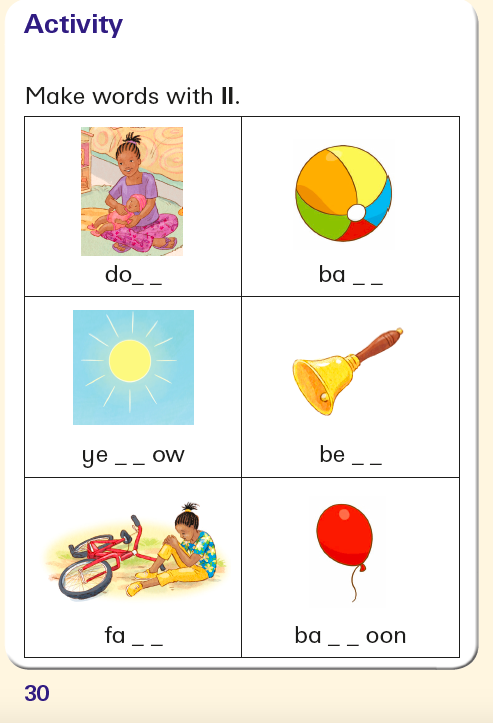 Activity
Make words with ll.
do_ _
ba _ _
ye _ _ ow
be _ _
fa _ _
ba _ _ oon
30